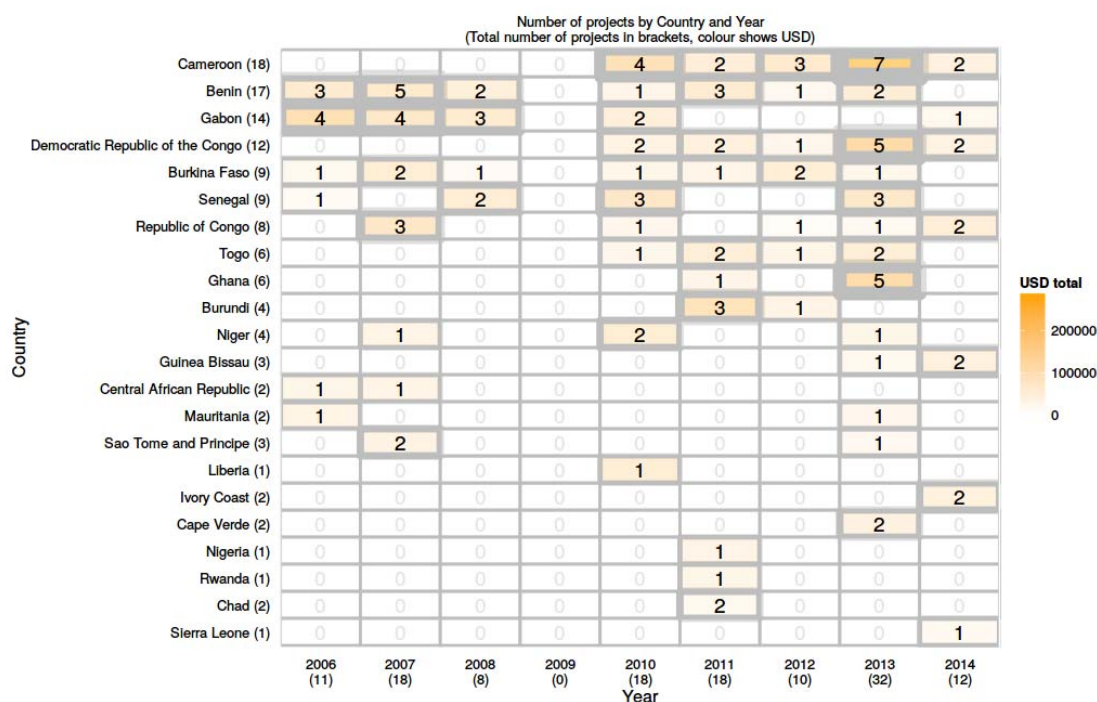 Number of projects by Country and Year
(Total number of projects in brackets, colour shows USD)
Cameroon (18) 0 0 0 0 4 2 3 7 2
Benin (17) 3 5 2 0 1 3 1 2 0
Gabon (14) 4 4 3 0 2 0 0 0 1
Democratic Republic of the Congo (12) 0 0 0 0 2 2 1 5 2
Burkina Faso (9) 1 2 1 0 1 1 2 1 0
Senegal (9) 1 0 2 0 3 0 0 3 0
Republic of Congo (8) 0 3 0 0 1 0 1 1 2
Togo (6) 0 0 0 0 1 2 1 2 0
Ghana (6) 0 0 0 0 0 1 0 5 0
Burundi (4) 0 0 0 0 0 3 1 0 0
Niger (4) 0 1 0 0 2 0 0 1 0
Guinea Bissau (3) 0 0 0 0 0 0 0 1 2
Central African Republic (2) 1 1 0 0 0 0 0 0 0
Mauritania (2) 1 0 0 0 0 0 0 1 0
Sao Tome and Principe (3) 0 2 0 0 0 0 0 1 0
Liberia (1) 0 0 0 0 1 0 0 0 0
Ivory Coast (2) 0 0 0 0 0 0 0 0 2
Cape Verde (2) 0 0 0 0 0 0 0 2 0
Nigeria (1) 0 0 0 0 0 1 0 0 0
Rwanda (1) 0 0 0 0 0 1 0 0 0
Chad (2) 0 0 0 0 0 2 0 0 0
Sierra Leone (1) 0 0 0 0 0 0 0 0 1
2006 2007 2008 2009 2010 2011 2012 2013 2014
(11) (18) (8) (0) (18) (18) (10) (32) (12)
Year
Country
USD total
200000
100000
0